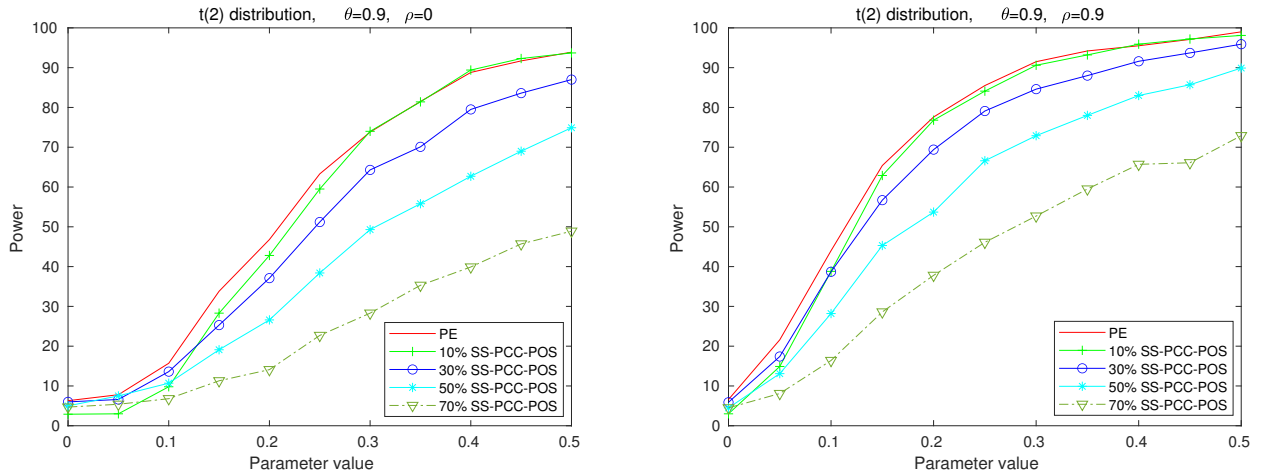 t(2) distribution, θ=0.9, ρ=0
100
90
80
70
60
50
40
30
20
10
0
Power
0 0.1 0.2 0.3 0.4 0.5
Parameter value
PE
10% SS-PCC-POS
30% SS-PCC-POS
50% SS-PCC-POS
70% SS-PCC-POS
t(2) distribution, θ=0.9, ρ=0.9
100
90
80
70
60
50
40
30
20
10
0
Power
0 0.1 0.2 0.3 0.4 0.5
Parameter value
PE
10% SS-PCC-POS
30% SS-PCC-POS
50% SS-PCC-POS
70% SS-PCC-POS